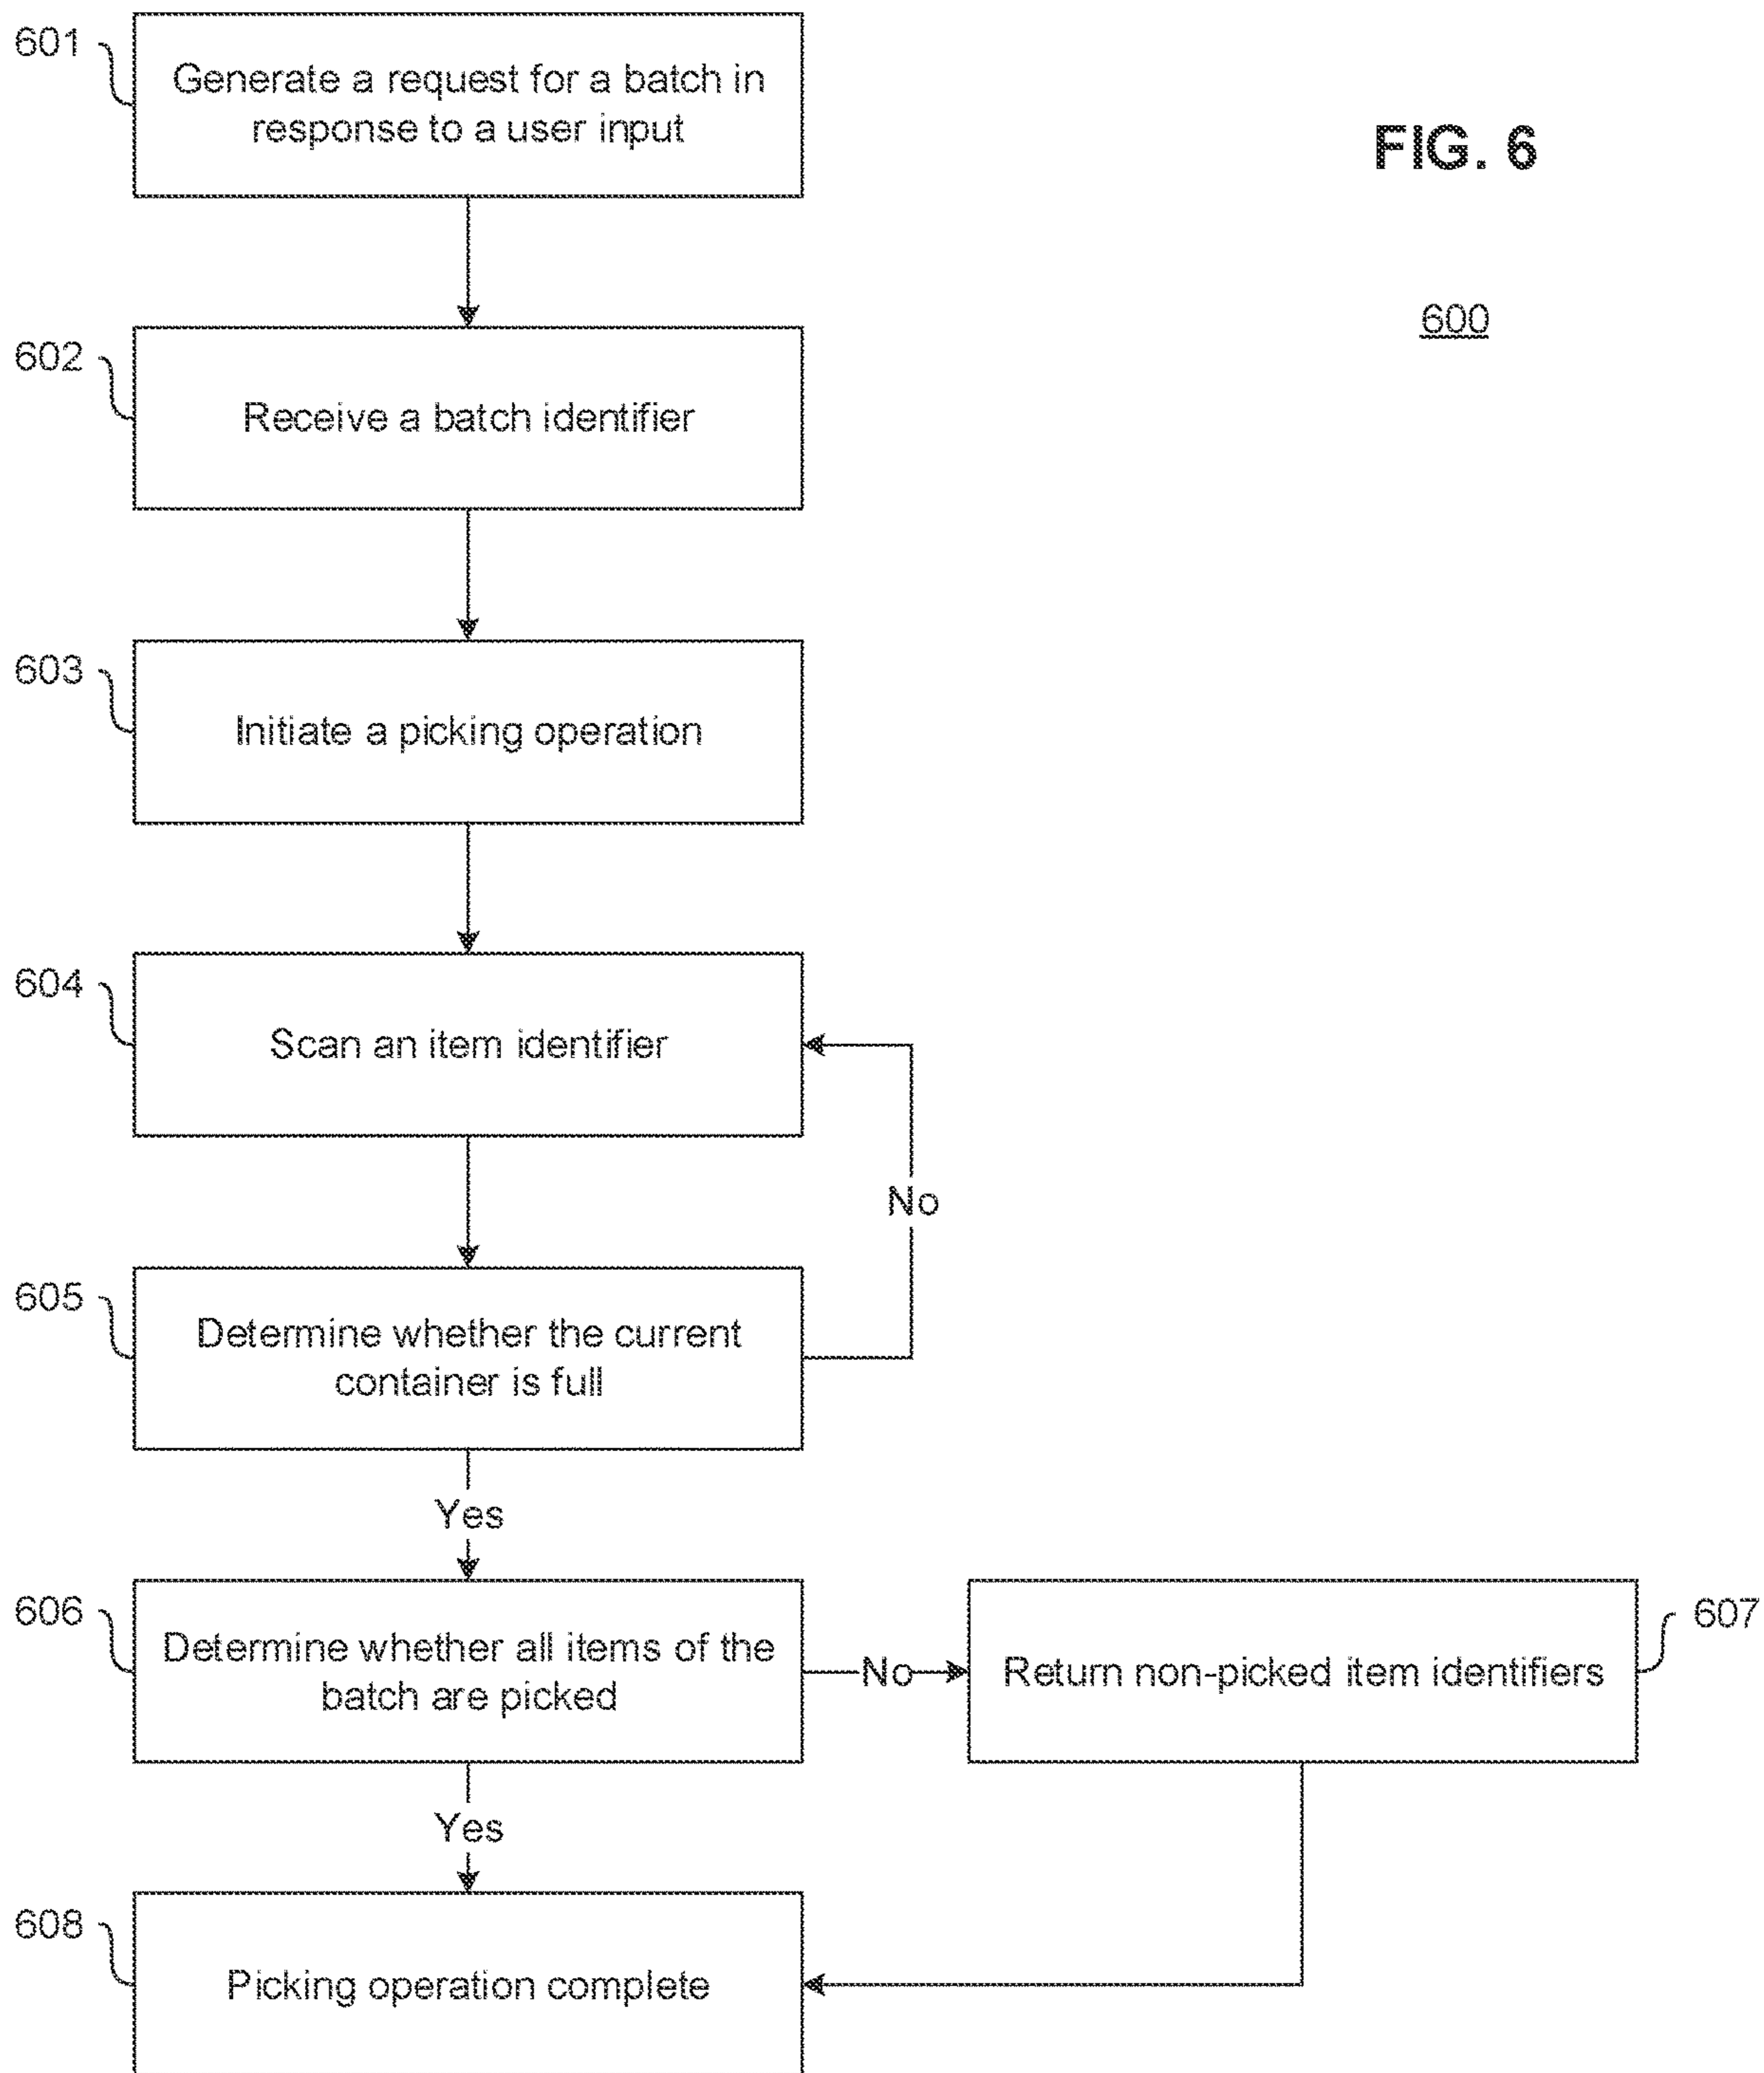 601
Generate a request for a batch in
response to a user input
FIG. 6
600
602
Receive a batch identifier
603
Initiate a picking operation
604
Scan an item identifier
No
605
Determine whether the current
container is full
Yes
606
Determine whether all items of the
batch are picked
No
607
Return non-picked item identifiers
Yes
608
Picking operation complete